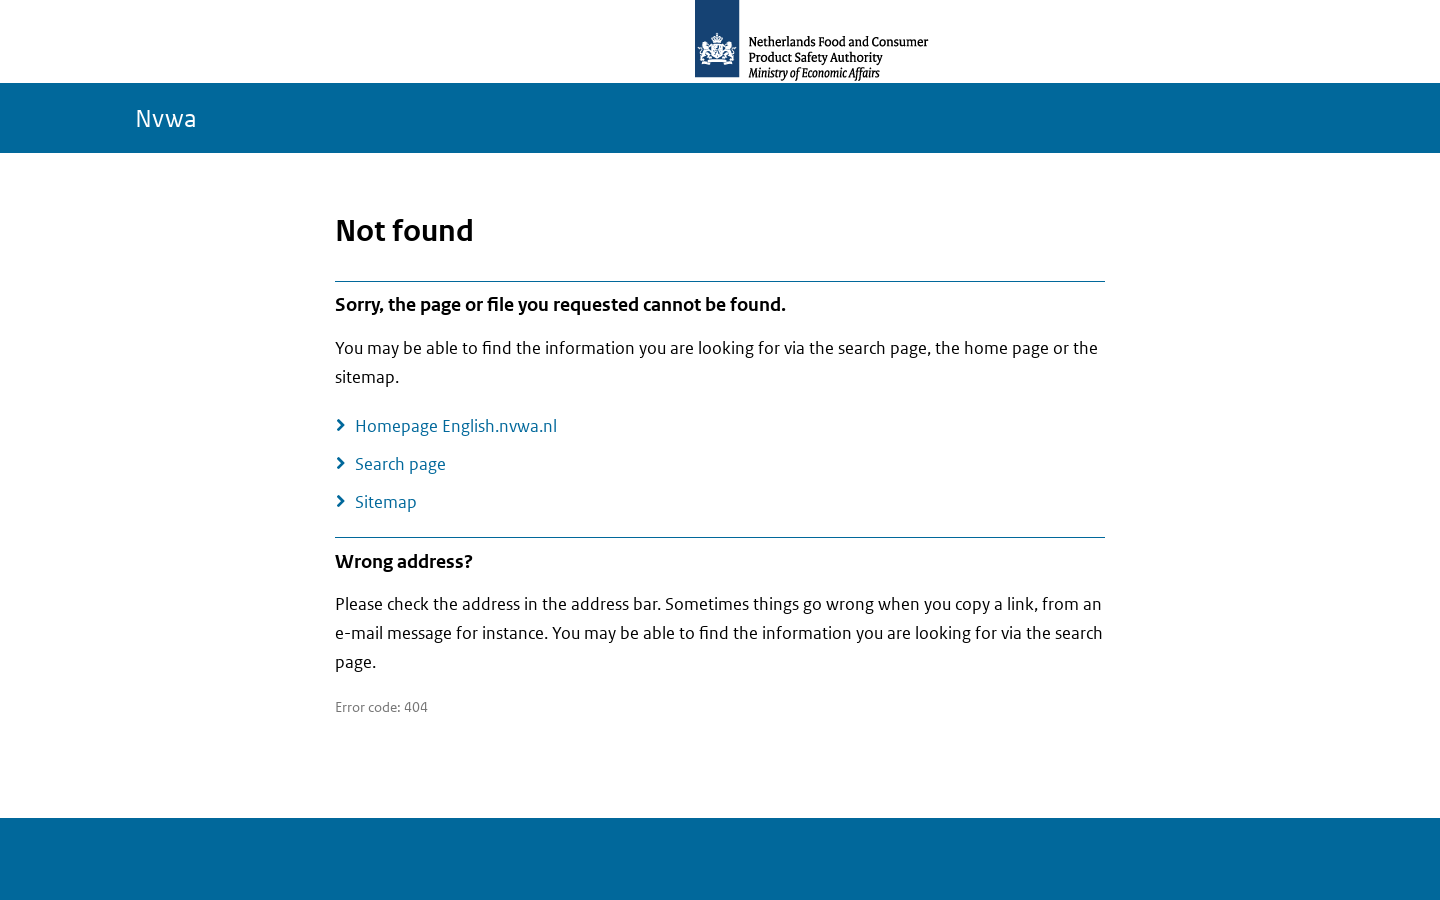 Netherlands Food and Consumer
Product Safety Authority
Ministry of Economic Affairs
Nvwa
Not found
Sorry, the page or file you requested cannot be found.
You may be able to find the information you are looking for via the search page, the home page or the
sitemap.
Homepage English.nvwa.nl
Search page
Sitemap
Wrong address?
Please check the address in the address bar. Sometimes things go wrong when you copy a link, from an
e-mail message for instance. You may be able to find the information you are looking for via the search
page.
Error code: 404